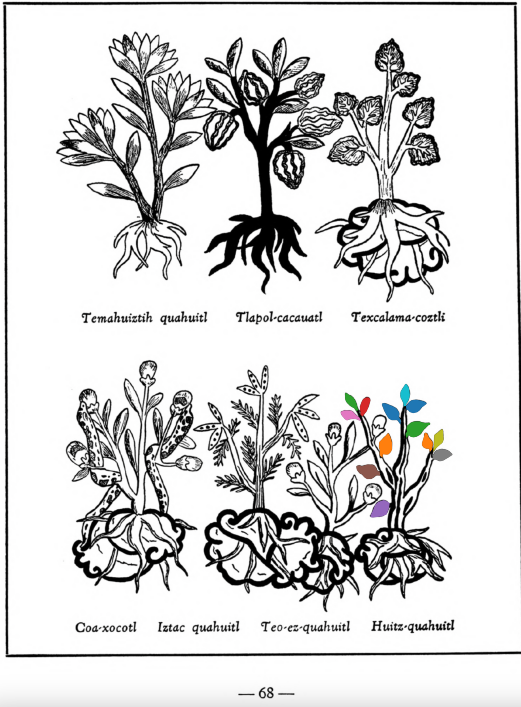 Temahuiztih quahuitl Tlapol-cacauatl Texcalama-coztli
Coa-xocotl Iztac quahuitl Teo-ez-quahuitl Huitz-quahuitl
— 68 —